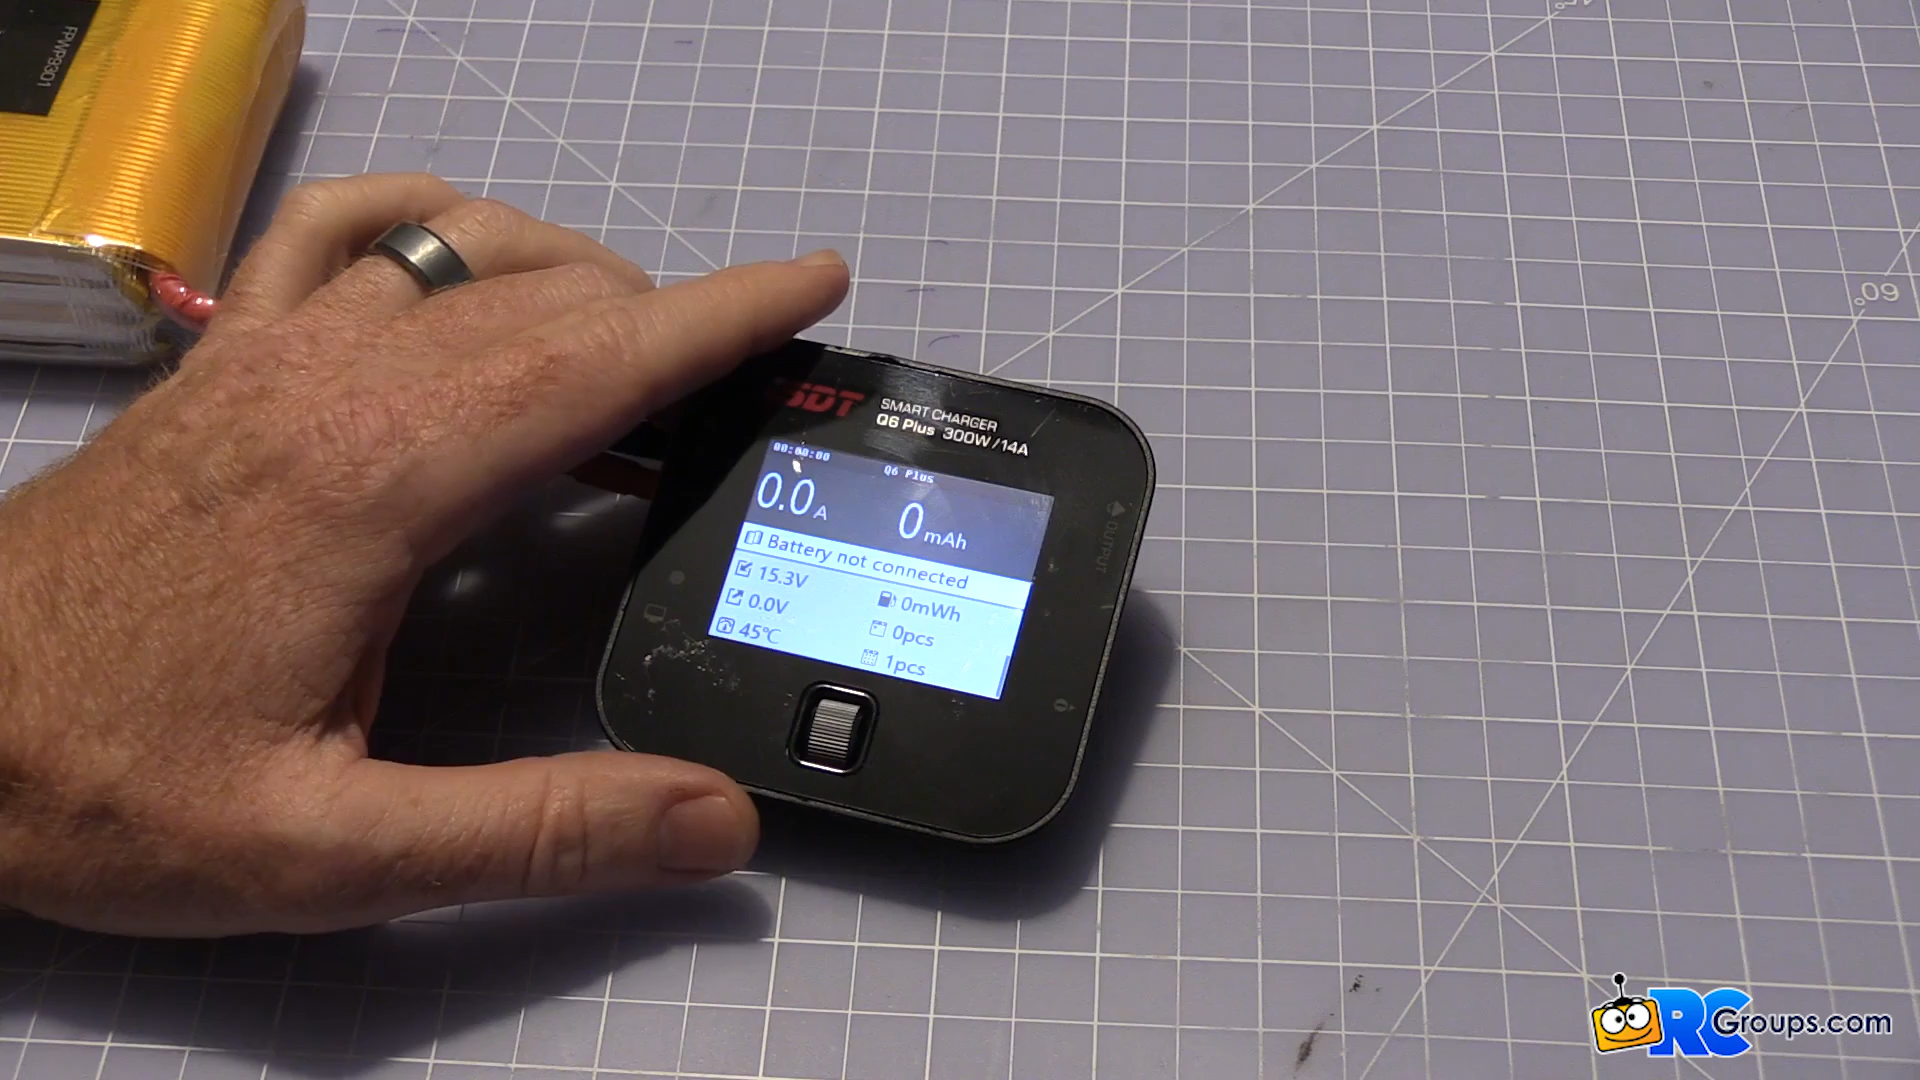 FPWP9301
SDT
SMART CHARGER
Q6 Plus 300W/14A
00:00:00
Q6 Plus
0.0A
0mAh
Battery not connected
15.3V
0mWh
0.0V
0pcs
45℃
1pcs
OUTPUT
60°
RCGroups.com